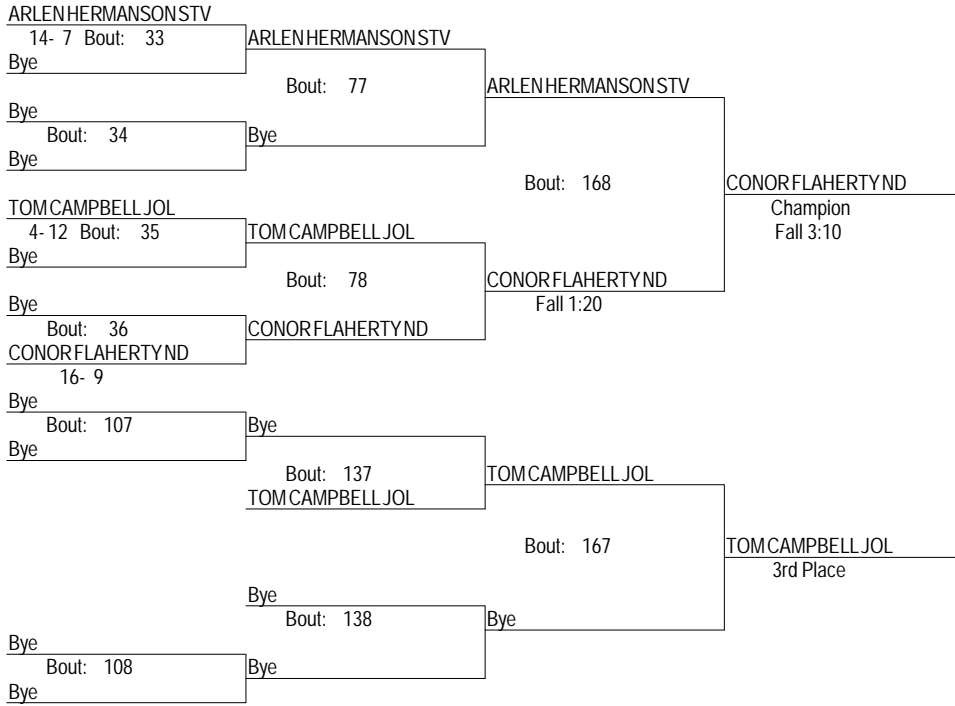 ARLEN HERMANSON STV
14- 7 Bout: 33
Bye
ARLEN HERMANSON STV
Bout: 77
ARLEN HERMANSON STV
Bye
Bout: 34
Bye
Bye
Bout: 168
CONOR FLAHERTY ND
Champion
Fall 3:10
TOM CAMPBELL JOL
4- 12 Bout: 35
Bye
TOM CAMPBELL JOL
Bout: 78
CONOR FLAHERTY ND
Fall 1:20
Bye
Bout: 36
CONOR FLAHERTY ND
16- 9
CONOR FLAHERTY ND
Bye
Bout: 107
Bye
Bye
Bout: 137
TOM CAMPBELL JOL
TOM CAMPBELL JOL
Bout: 167
TOM CAMPBELL JOL
3rd Place
Bye
Bout: 138
Bye
Bye
Bout: 108
Bye
Bye